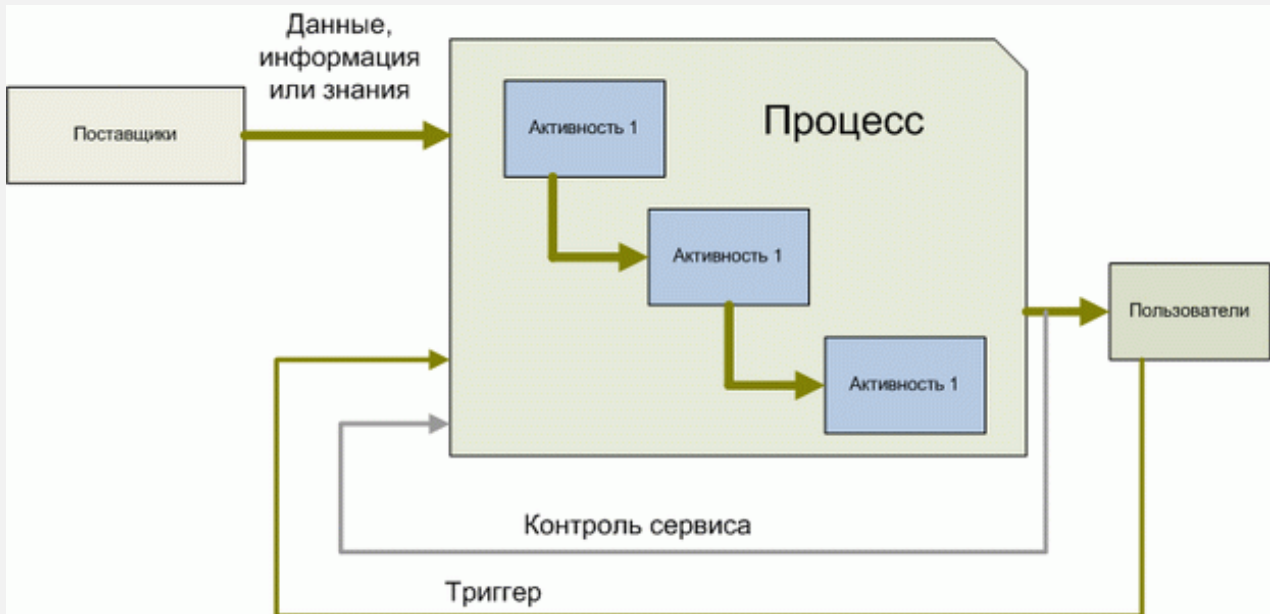 Данные,
информация
или знания
Поставщики
Процесс
Активность 1
Активность 1
Активность 1
Пользователи
Контроль сервиса
Триггер